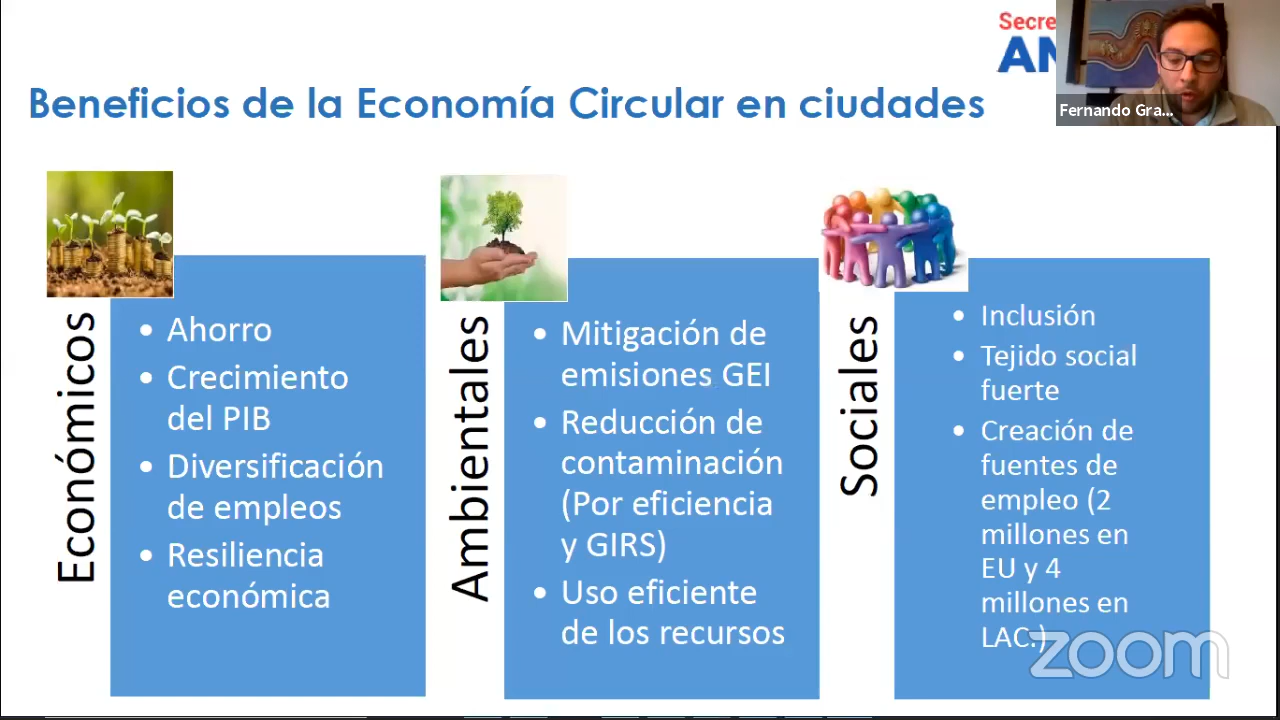 Secre
AN
Fernando Gra...
Beneficios de la Economía Circular en ciudades
Económicos
• Ahorro
• Crecimiento
del PIB
• Diversificación
de empleos
• Resiliencia
económica
Ambientales
• Mitigación de
emisiones GEI
• Reducción de
contaminación
(Por eficiencia
y GIRS)
• Uso eficiente
de los recursos
Sociales
• Inclusión
• Tejido social
fuerte
• Creación de
fuentes de
empleo (2
millones en
EU y 4
millones en
LAC.)
zoom